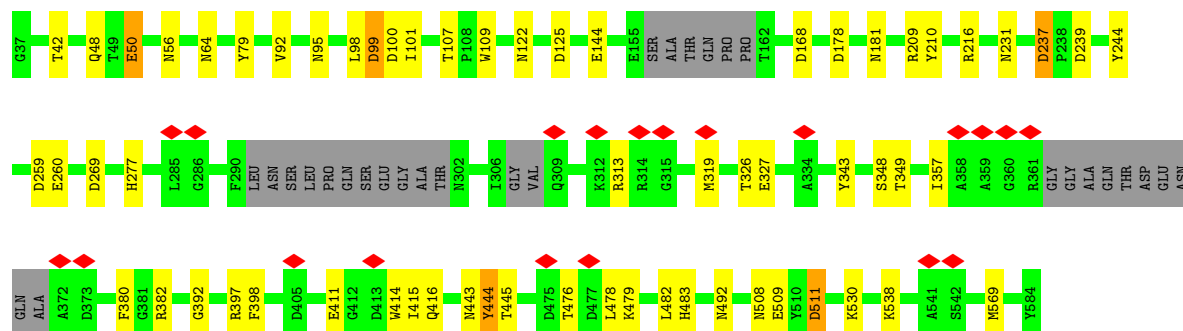 G37 T42 Q48 T49 E50 N56 N64 Y79 V92 N95 L98 D99 D100 I101 T107 P108 W109 N122 D125 E144 E155 SER ALA THR GLN PRO PRO T162 D168 D178 N181 R209 Y210 R216 N231 D237 P238 D239 Y244
D259 E260 D269 H277 L285 G286 F290 LEU ASN SER LEU PRO GLN SER GLU GLY ALA THR N302 I306 GLY VAL Q309 K312 R313 R314 G315 M319 T326 E327 A334 Y343 S348 T349 I357 A358 A359 G360 R361 GLY GLY ALA GLN THR ASP GLU ASN
GLN ALA A372 D373 F380 G381 R382 G392 R397 F398 D405 E411 G412 D413 W414 I415 Q416 N443 Y444 T445 D475 T476 D477 L478 K479 L482 H483 N492 N508 E509 Y510 D511 K530 K538 A541 S542 M569 Y584